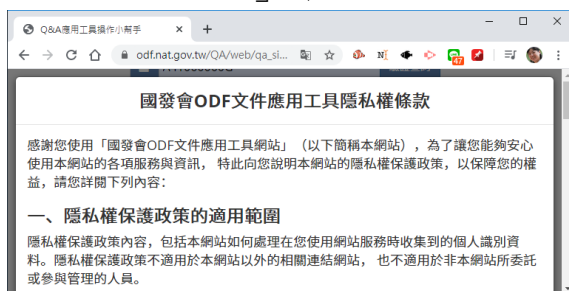 Q&A應用工具操作小幫手
odf.nat.gov.tw/QA/web/qa_si...
47
國發會ODF文件應用工具隱私權條款
感謝您使用「國發會ODF文件應用工具網站」（以下簡稱本網站），為了讓您能夠安心
使用本網站的各項服務與資訊， 特此向您說明本網站的隱私權保護政策，以保障您的權
益，請您詳閱下列內容：
一、隱私權保護政策的適用範圍
隱私權保護政策內容，包括本網站如何處理在您使用網站服務時收集到的個人識別資
料。隱私權保護政策不適用於本網站以外的相關連結網站， 也不適用於非本網站所委託
或參與管理的人員。